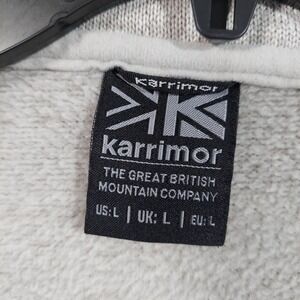 karrimor
karrimor
THE GREAT BRITISH
MOUNTAIN COMPANY
US: L | UK: L | EU: L